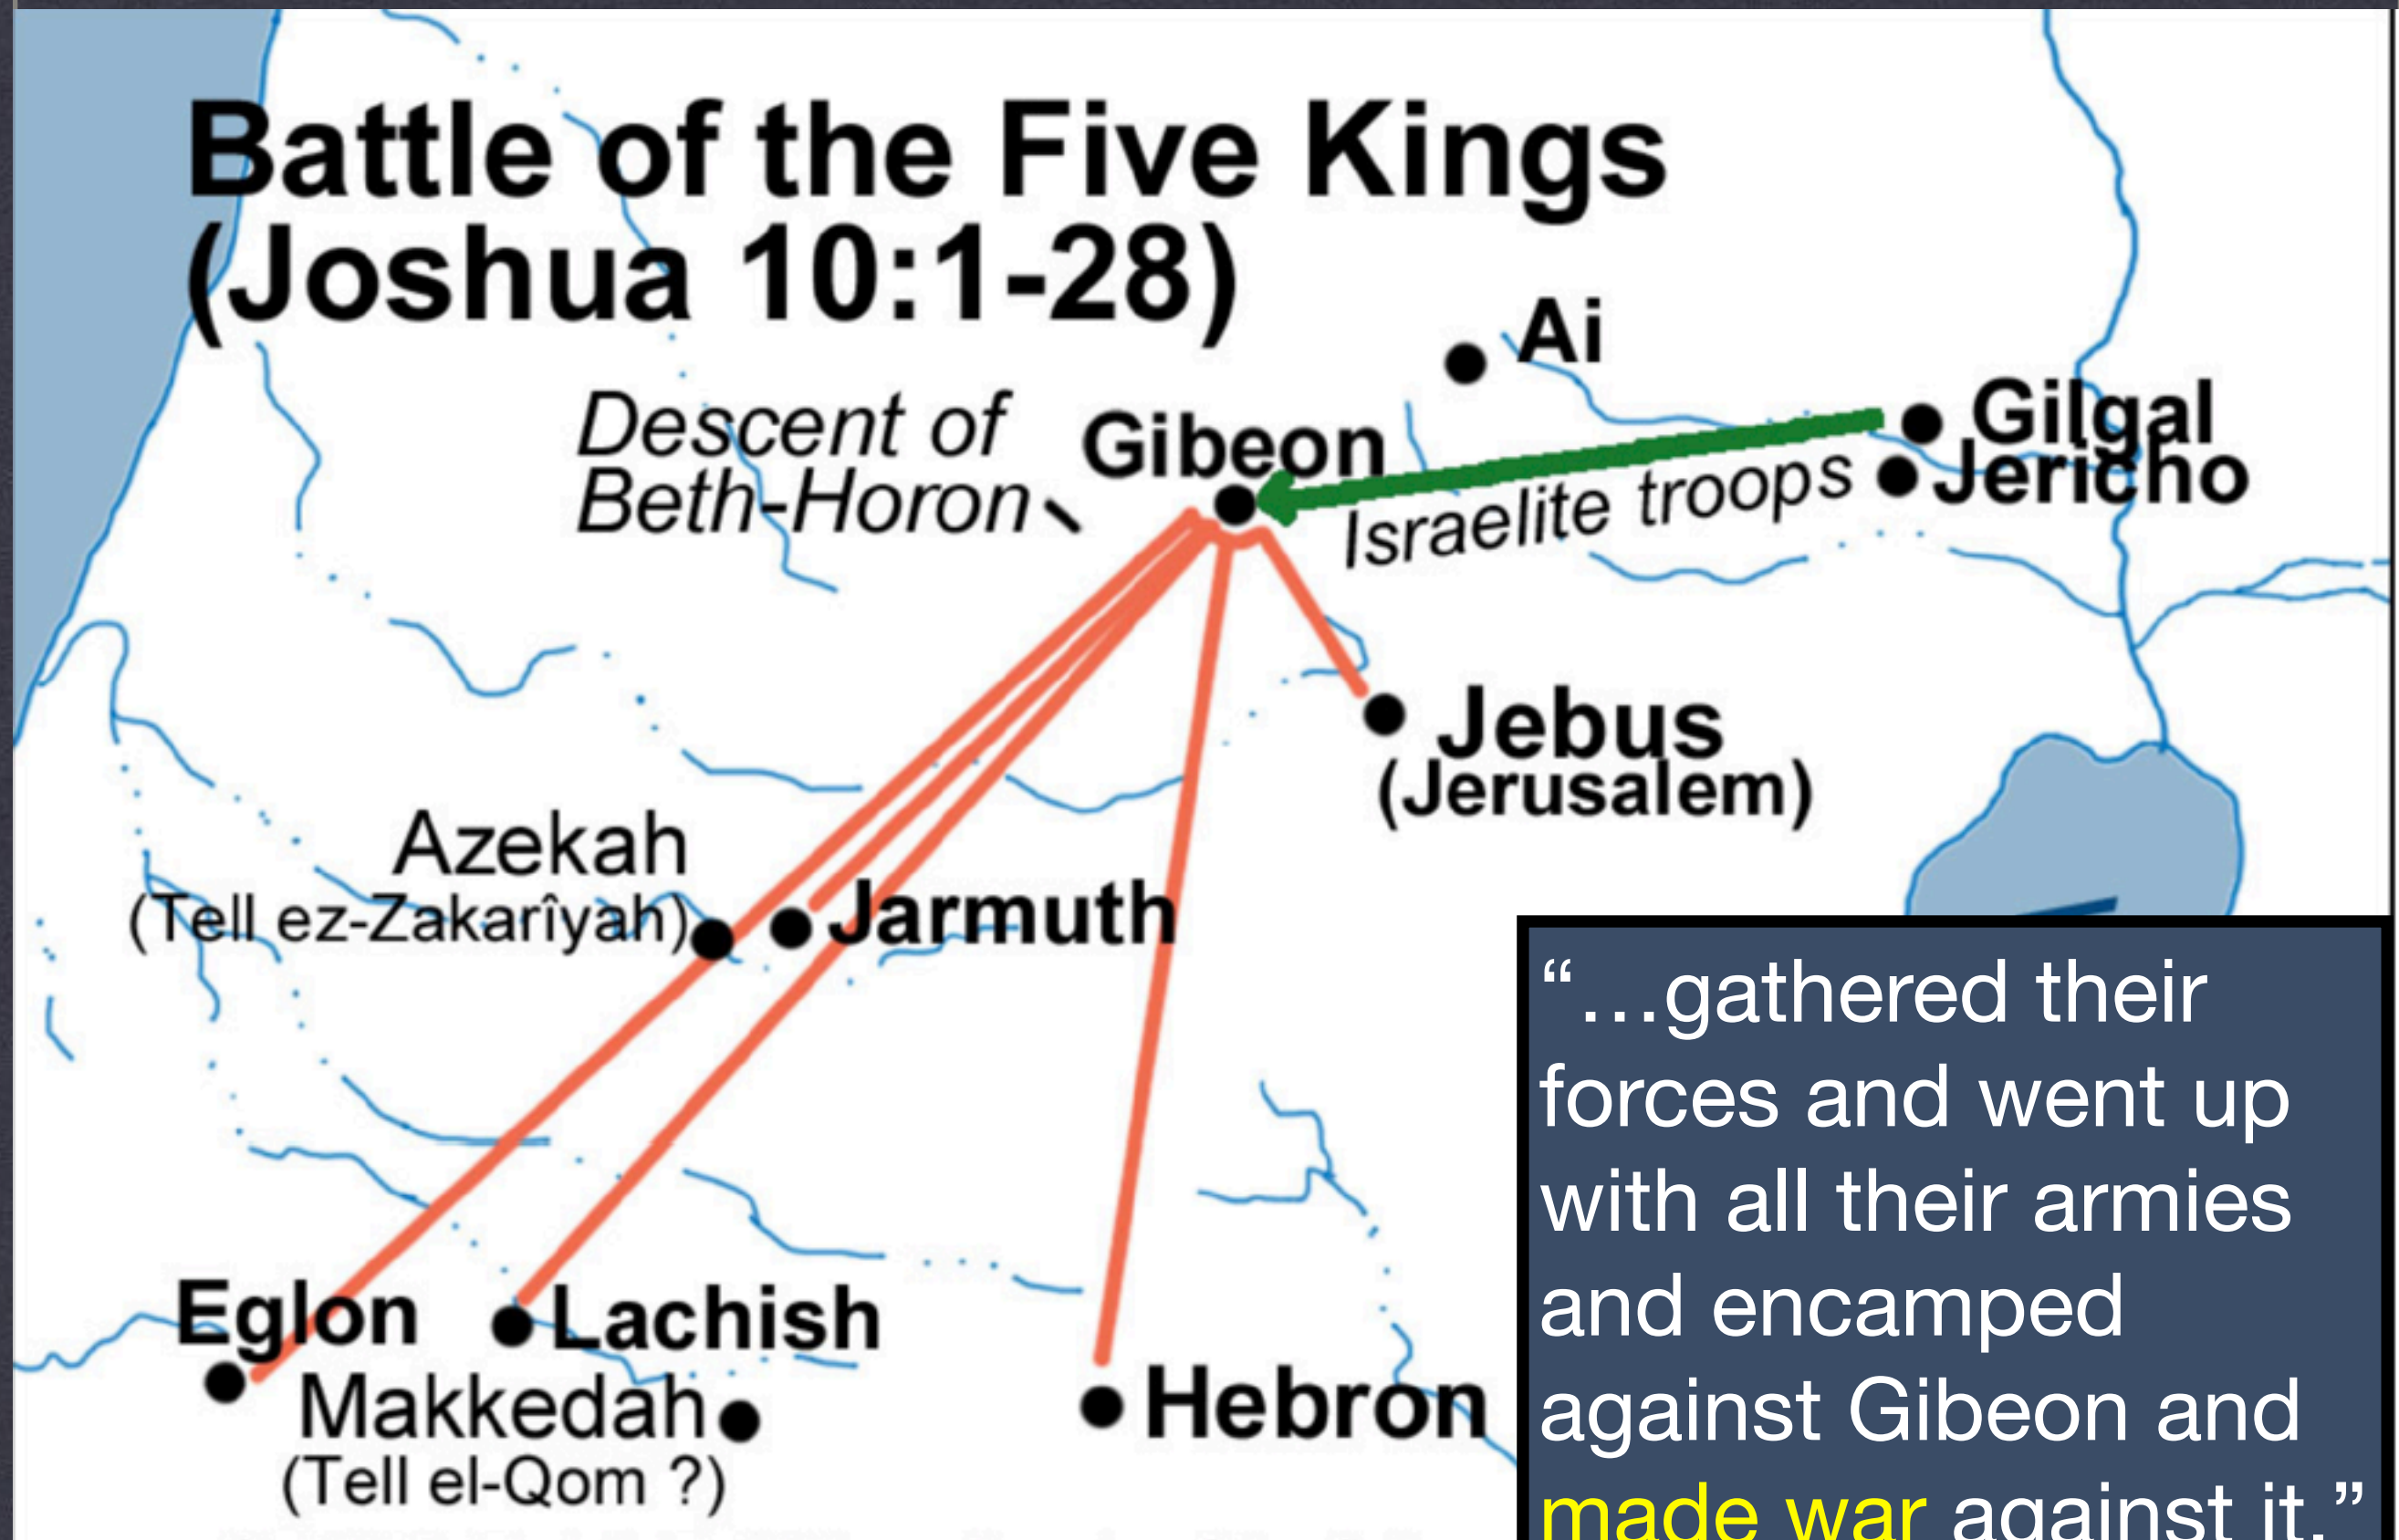 Battle of the Five Kings
(Joshua 10:1-28)
Ai
Descent of
Beth-Horon
Gibeon
Gilgal
Jericho
Israelite troops
Jebus
(Jerusalem)
Azekah
(Tell ez-Zakarîyah)
Jarmuth
Eglon
Lachish
Makkedah
(Tell el-Qom ?)
Hebron
“…gathered their
forces and went up
with all their armies
and encamped
against Gibeon and
made war against it.”